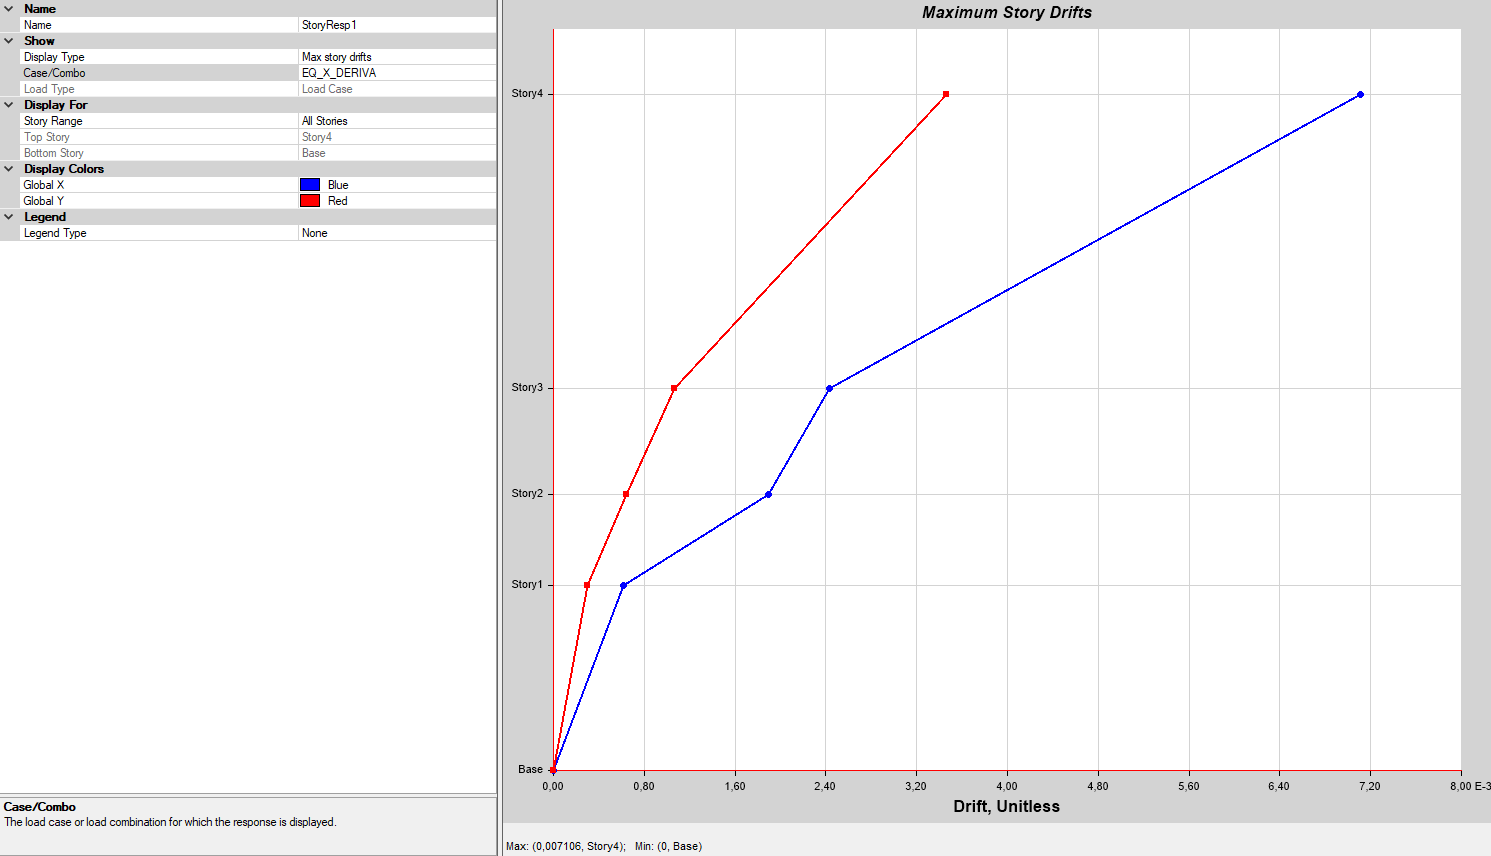 Name
Name StoryResp1
Show
Display Type Max story drifts
Case/Combo EQ_X_DERIVA
Load Type Load Case
Display For
Story Range All Stories
Top Story Story4
Bottom Story Base
Display Colors
Global X Blue
Global Y Red
Legend
Legend Type None
Case/Combo
The load case or load combination for which the response is displayed.
Maximum Story Drifts
Story4
Story3
Story2
Story1
Base
0,00 0,80 1,60 2,40 3,20 4,00 4,80 5,60 6,40 7,20 8,00 E-3
Drift, Unitless
Max: (0,007106, Story4); Min: (0, Base)